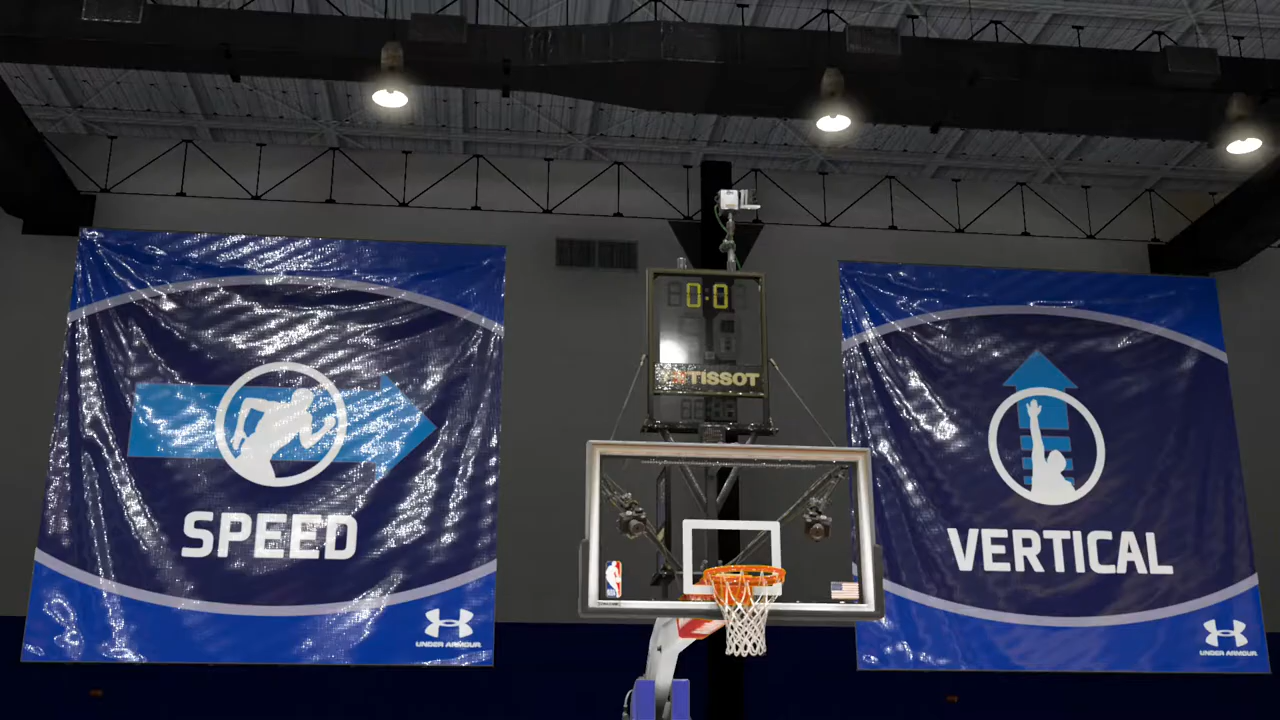 0:0
TISSOT
SPEED
VERTICAL
UNDER ARMOUR
UNDER ARMOUR